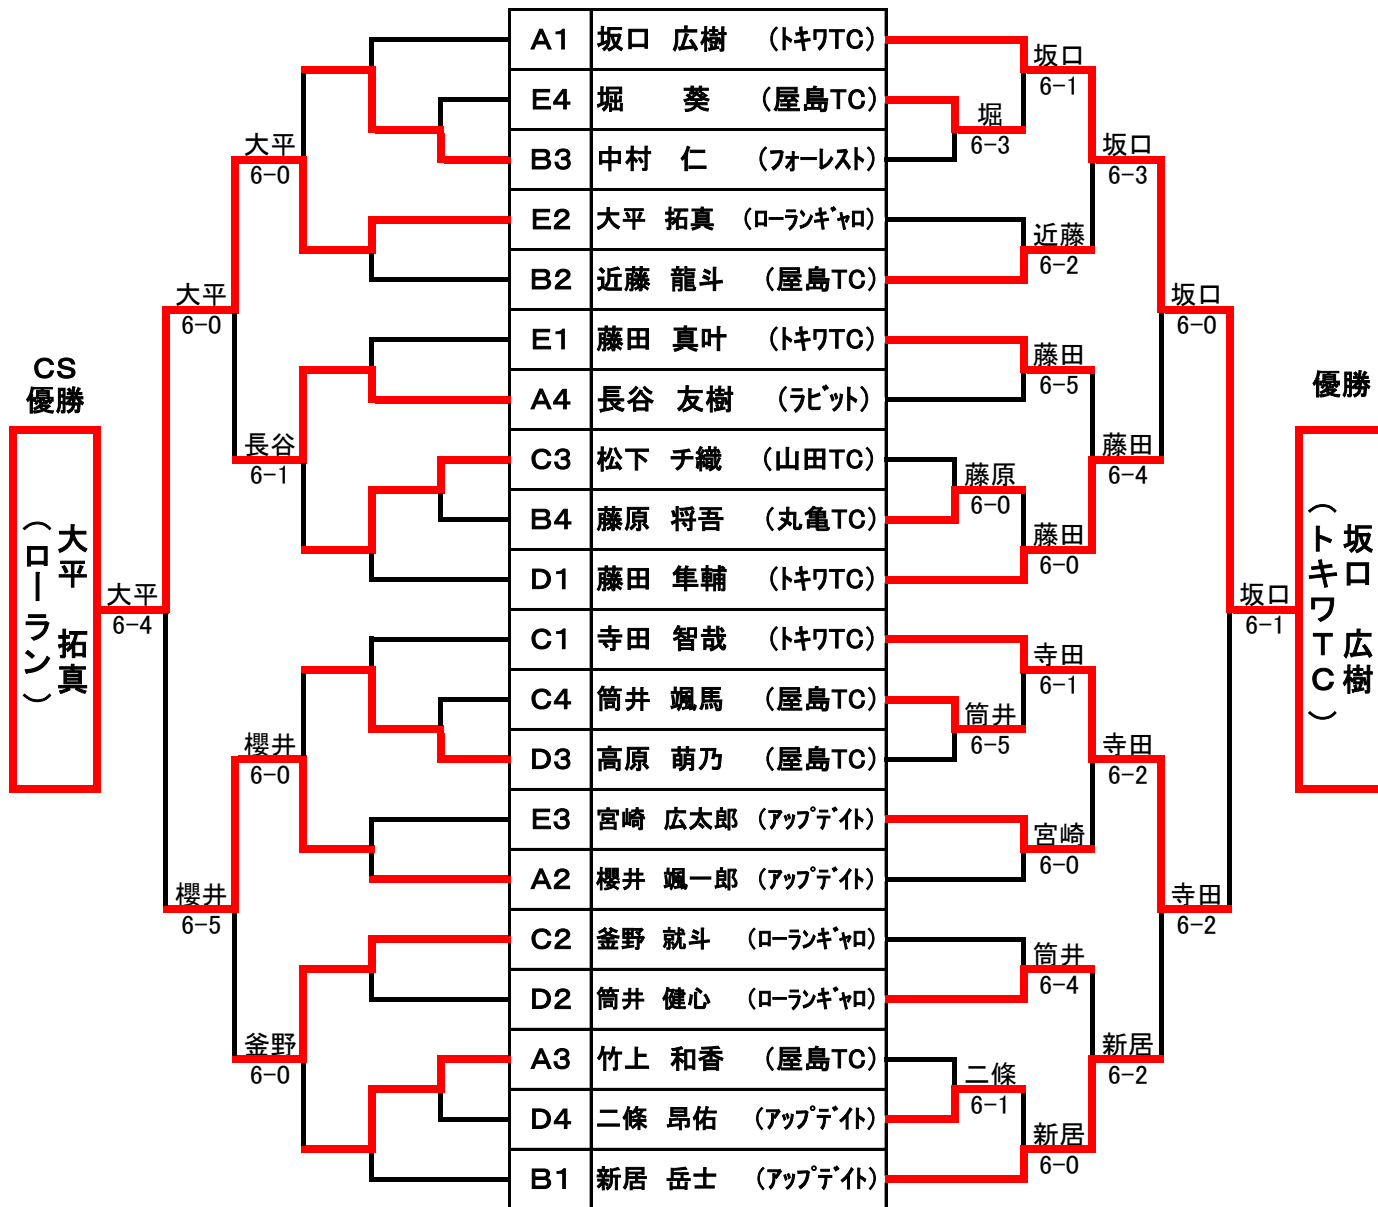 A1 坂口 広樹 (トキワTC)
E4 堀 葵 (屋島TC)
B3 中村 仁 (フォーレスト)
E2 大平 拓真 (ローランギャロ)
B2 近藤 龍斗 (屋島TC)
E1 藤田 真叶 (トキワTC)
A4 長谷 友樹 (ラビット)
C3 松下 千織 (山田TC)
B4 藤原 将吾 (丸亀TC)
D1 藤田 隼輔 (トキワTC)
C1 寺田 智哉 (トキワTC)
C4 筒井 颯馬 (屋島TC)
D3 高原 萌乃 (屋島TC)
E3 宮崎 広太郎 (アップデイト)
A2 櫻井 颯一郎 (アップデイト)
C2 釜野 就斗 (ローランギャロ)
D2 筒井 健心 (ローランギャロ)
A3 竹上 和香 (屋島TC)
D4 二條 昂佑 (アップデイト)
B1 新居 岳士 (アップデイト)
大平
6-0
大平
6-0
長谷
6-1
大平
6-4
櫻井
6-0
櫻井
6-5
釜野
6-0
CS
優勝
大平 拓真
(ローラン)
坂口
6-1
堀
6-3
坂口
6-3
近藤
6-2
坂口
6-0
藤田
6-5
藤田
6-4
藤原
6-0
藤田
6-0
坂口
6-1
寺田
6-1
筒井
6-5
寺田
6-2
宮崎
6-0
寺田
6-2
筒井
6-4
新居
6-2
二條
6-1
新居
6-0
優勝
坂口 広樹
(トキワTC)